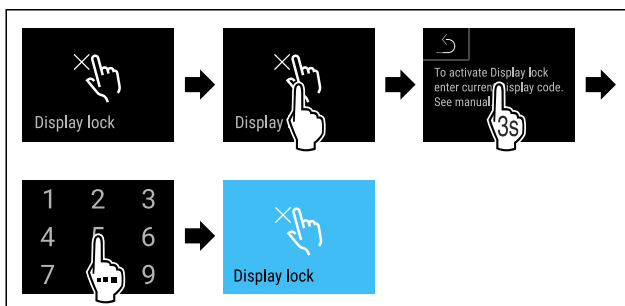 Display lock
Display
To activate Display lock
enter current display code.
See manual.
3s
1 2 3
4 5 6
7 9
Display lock